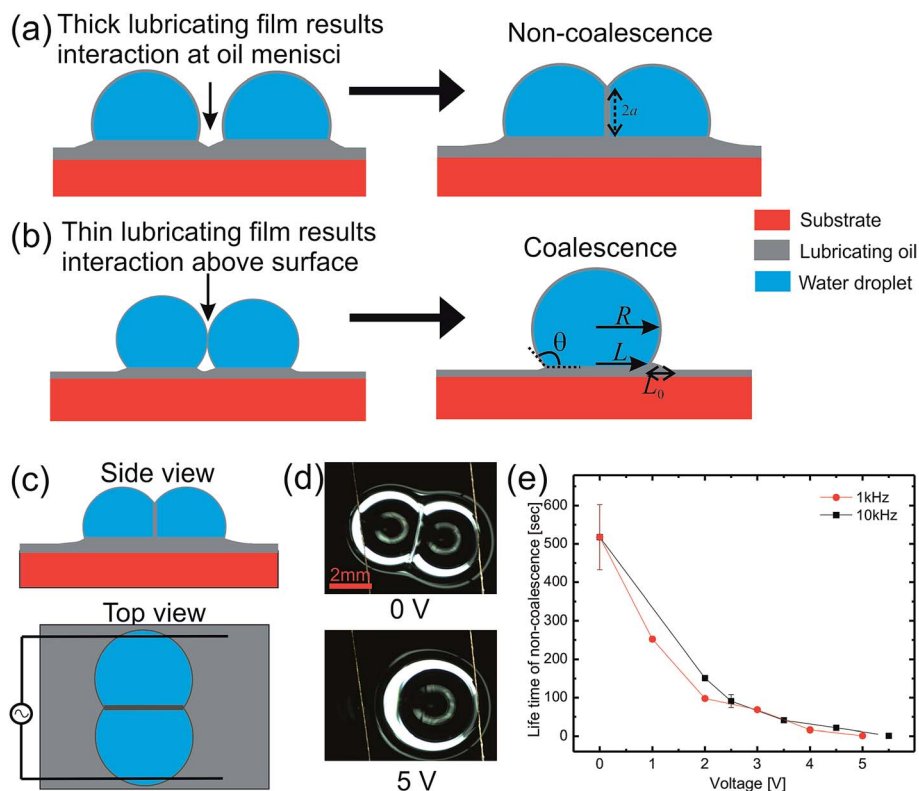 (a)
Thick lubricating film results
interaction at oil menisci
Non-coalescence
2a
(b)
Thin lubricating film results
interaction above surface
Coalescence
R
θ
L
L₀
Substrate
Lubricating oil
Water droplet
(c)
Side view
Top view
(d)
2mm
0 V
5 V
(e)
Life time of non-coalescence [sec]
600
500
400
300
200
100
0
1kHz
10kHz
0 1 2 3 4 5
Voltage [V]